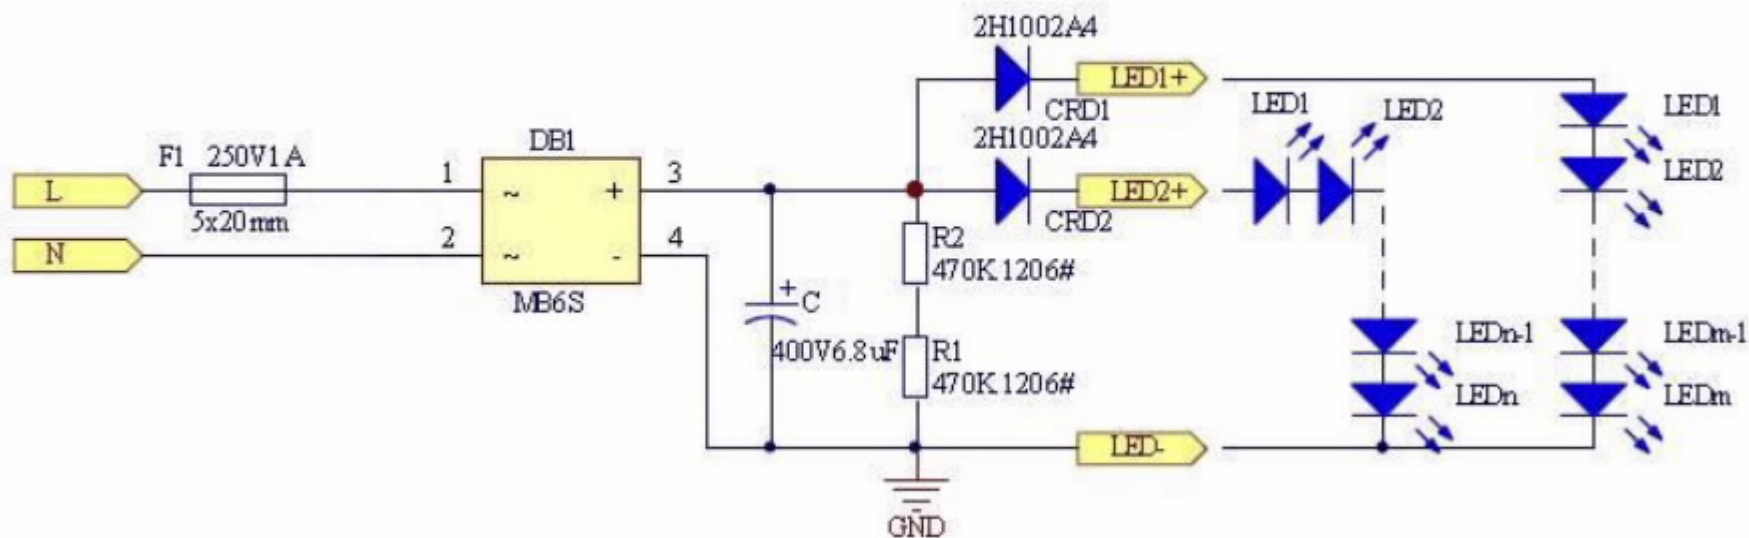 2H1002A4
LED1+
CRD1
LED1
LED2
LED1
2H1002A4
LED2+
CRD2
LED2
F1 250V1A
5x20mm
L
N
DB1
1
2
~
~
+
-
3
4
MB6S
+
C
400V6.8uF
R2
470K1206#
R1
470K1206#
LEDn-1
LEDn
LEDm-1
LEDm
LED-
GND